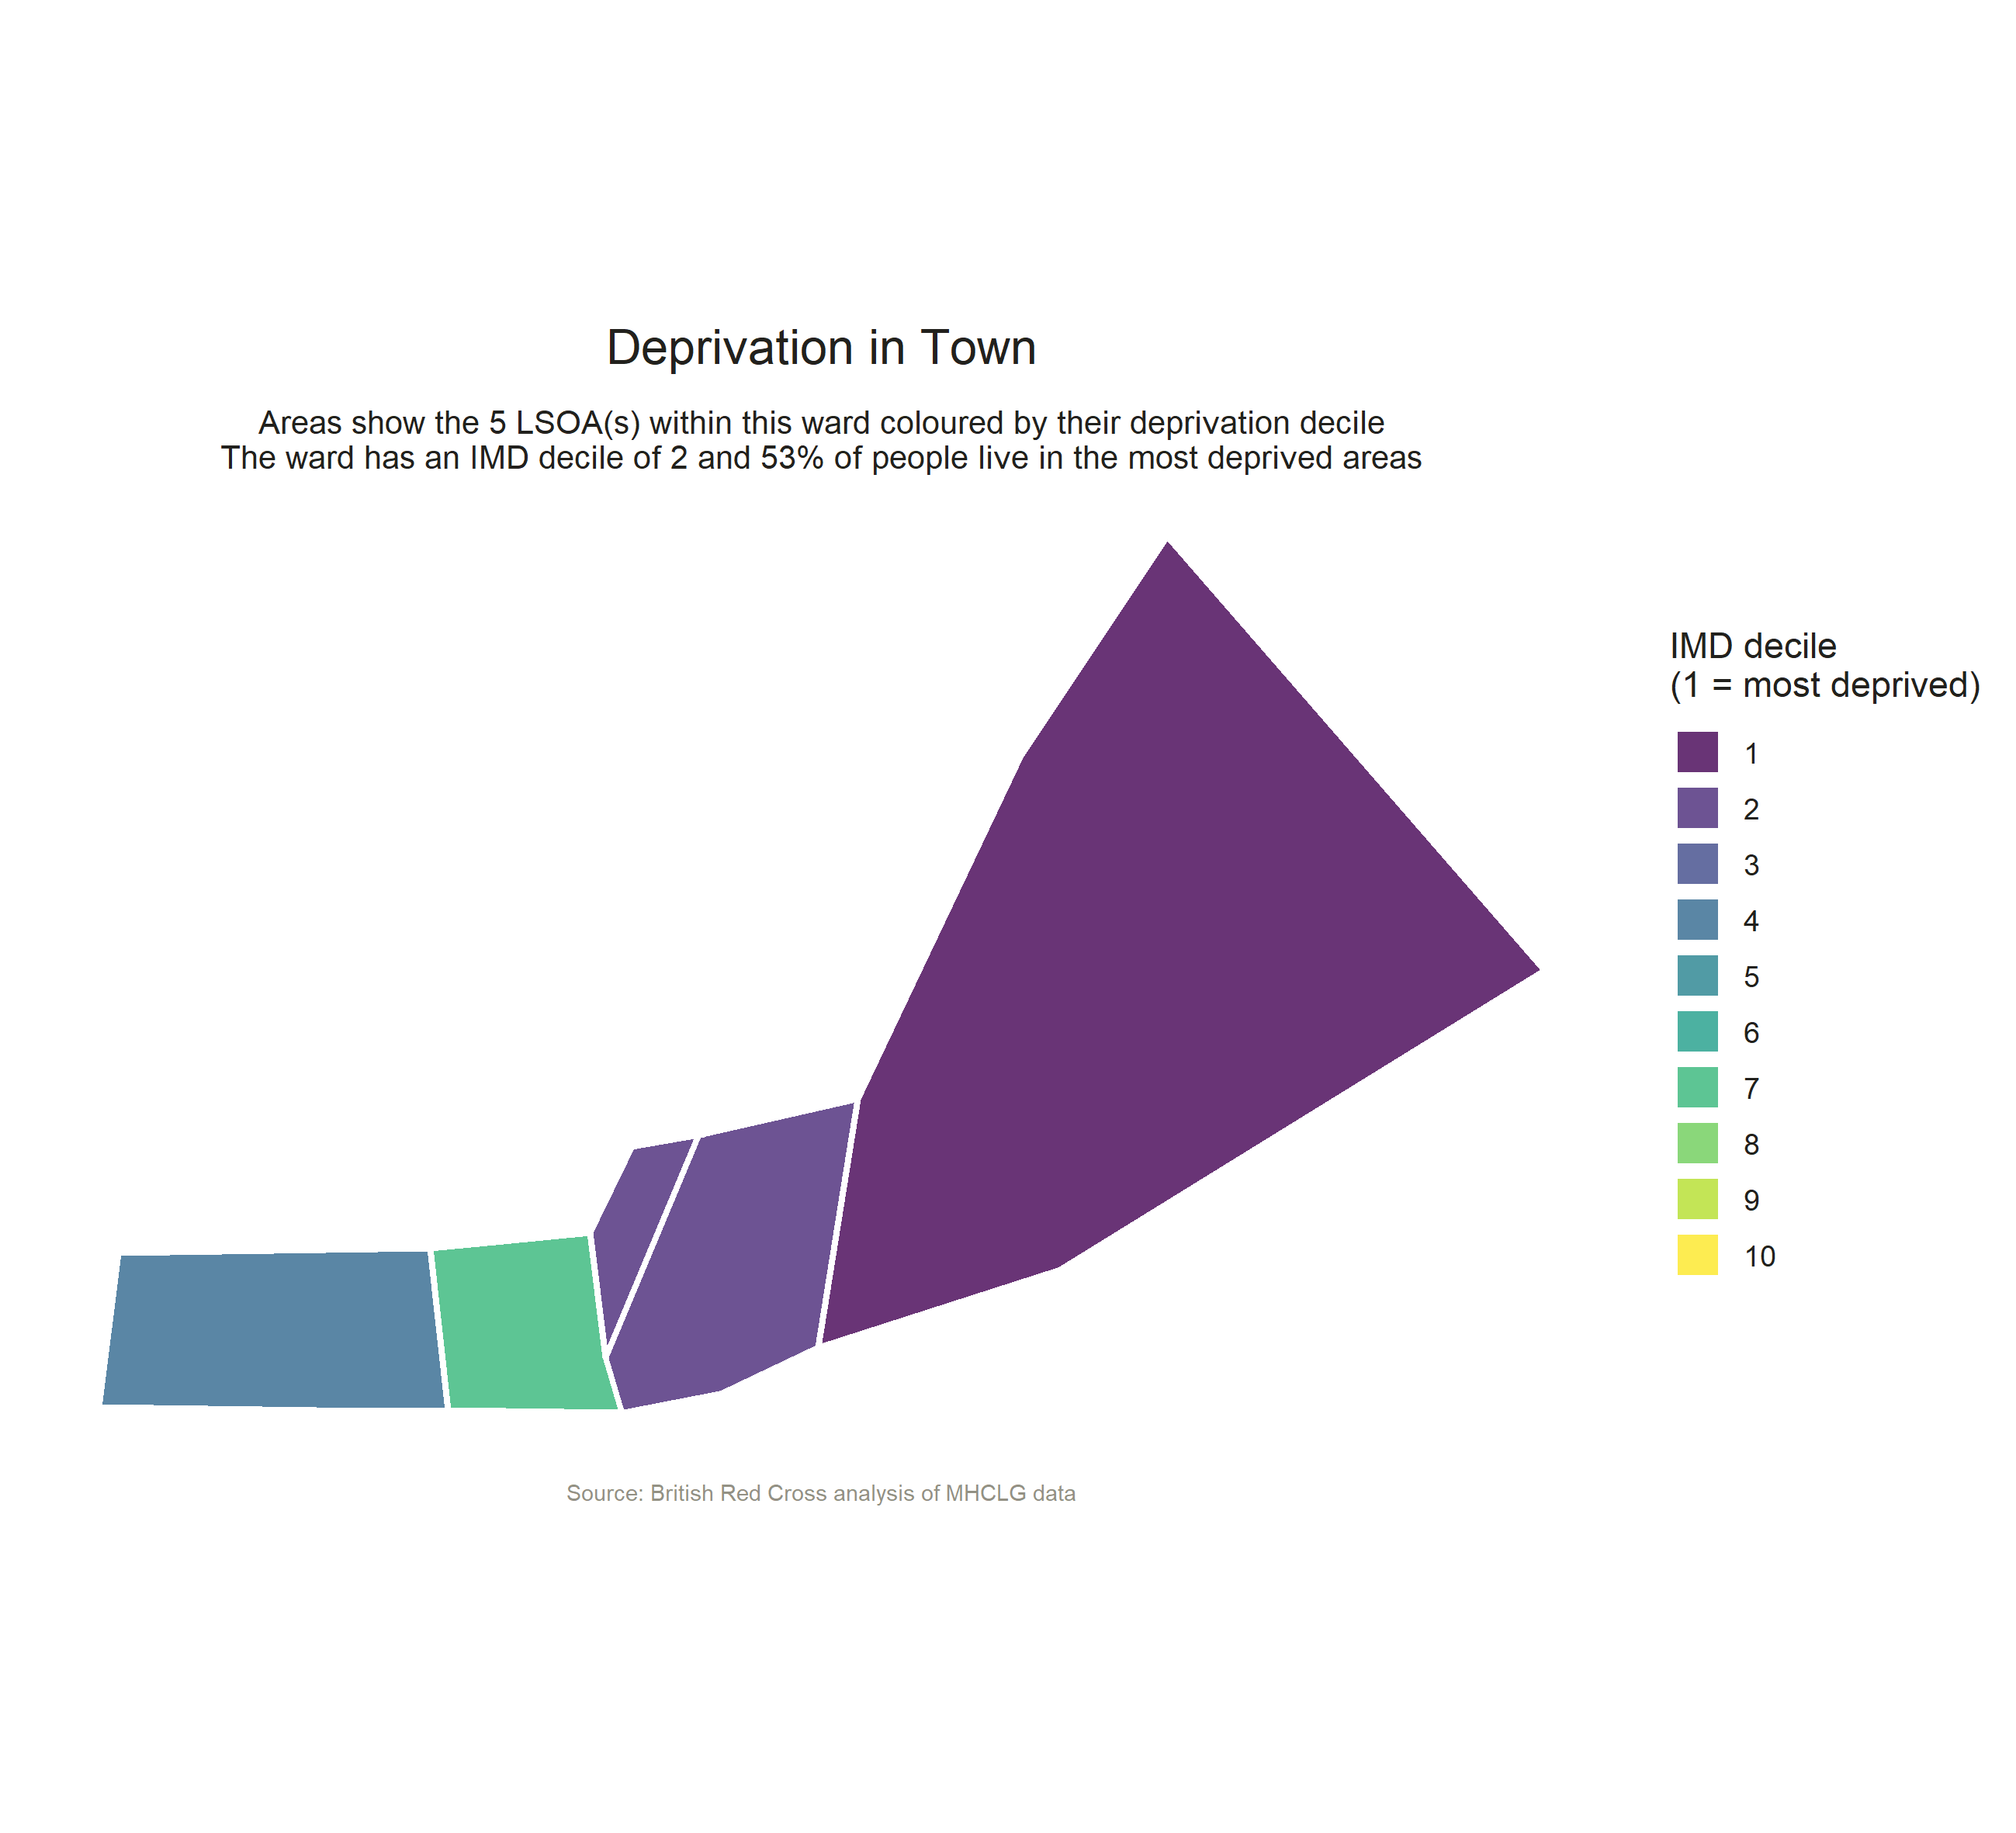 Deprivation in Town
Areas show the 5 LSOA(s) within this ward coloured by their deprivation decile
The ward has an IMD decile of 2 and 53% of people live in the most deprived areas
IMD decile
(1 = most deprived)
1
2
3
4
5
6
7
8
9
10
Source: British Red Cross analysis of MHCLG data